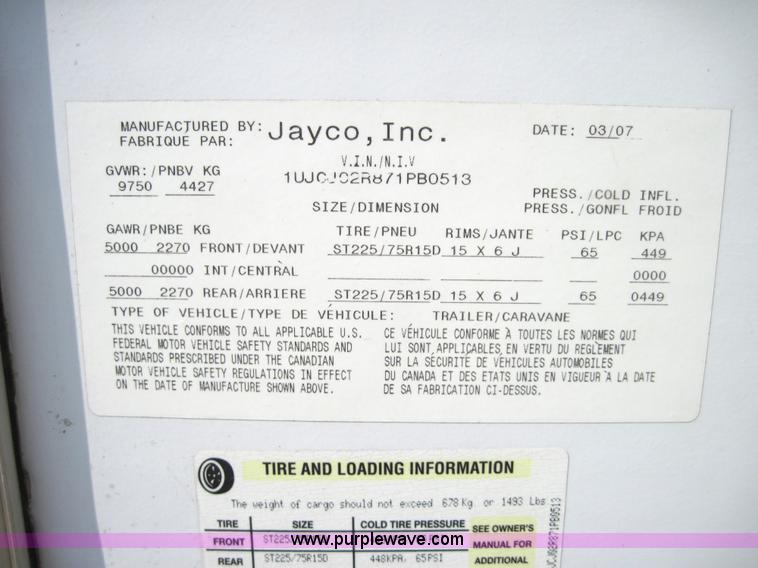 MANUFACTURED BY: Jayco, Inc. DATE: 03/07
FABRIQUE PAR:
V.I.N./N.I.V
GVWR:/PNBV KG
9750 4427
1UJCJ02R871PB0513
PRESS./COLD INFL.
SIZE/DIMENSION PRESS./GONFL FROID
GAWR/PNBE KG TIRE/PNEU RIMS/JANTE PSI/LPC KPA
5000 2270 FRONT/DEVANT ST225/75R15D 15 X 6 J 65 449
00000 INT/CENTRAL 0000
5000 2270 REAR/ARRIERE ST225/75R15D 15 X 6 J 65 0449
TYPE OF VEHICLE/TYPE DE VÉHICULE: TRAILER/CARAVANE
THIS VEHICLE CONFORMS TO ALL APPLICABLE U.S.
FEDERAL MOTOR VEHICLE SAFETY STANDARDS AND
STANDARDS PRESCRIBED UNDER THE CANADIAN
MOTOR VEHICLE SAFETY REGULATIONS IN EFFECT
ON THE DATE OF MANUFACTURE SHOWN ABOVE.
CE VÉHICULE CONFORME À TOUTES LES NORMES QUI
LUI SONT APPLICABLES EN VERTU DU REGLEMENT
SUR LA SÉCURITÉ DE VÉHICULES AUTOMOBILES
DU CANADA ET DES ETATS UNIS EN VIGUEUR À LA DATE
DE SA FABRICATION CI-DESSUS.
TIRE AND LOADING INFORMATION
The weight of cargo should not exceed 678 Kg or 1493 Lbs
TIRE SIZE COLD TIRE PRESSURE SEE OWNER'S
FRONT MANUAL FOR
REAR ST225/75R15D 448KPA, 65PSI ADDITIONAL
www.purplewave.com